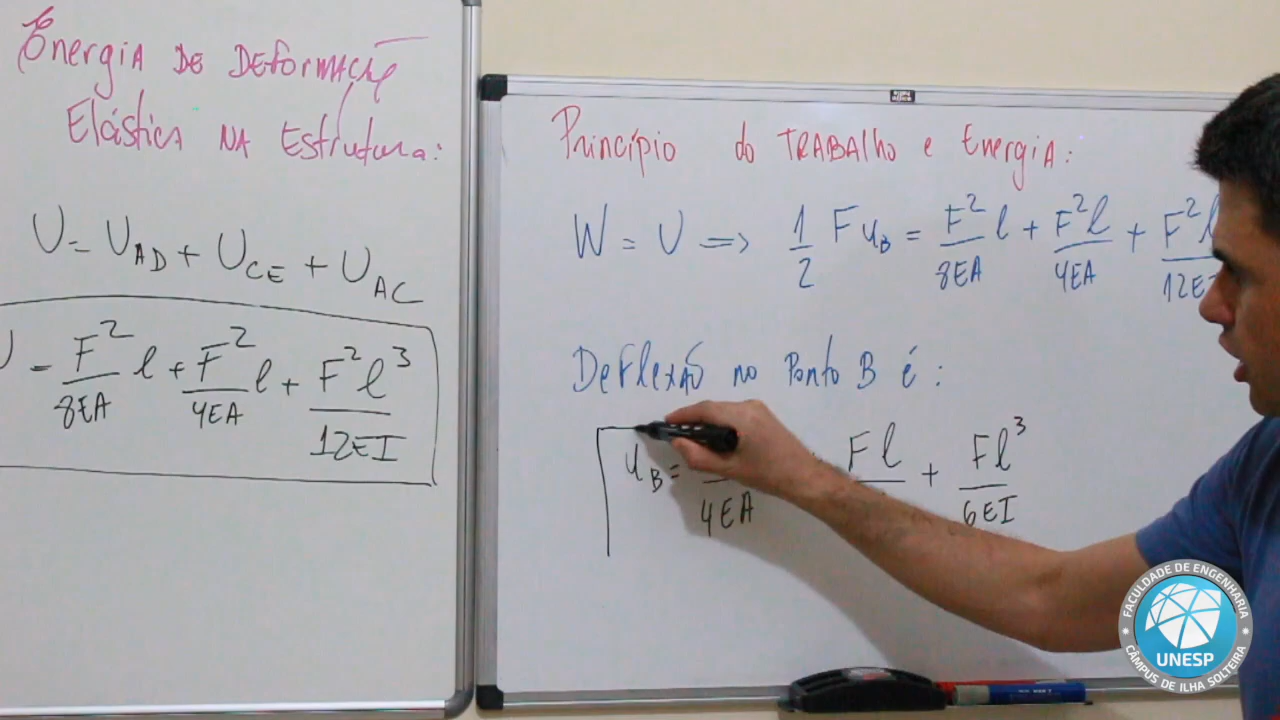 Energia de Deformação
Elástica na Estrutura:
U = U_AD + U_CE + U_AC
U = F²/8EA l + F²/4EA l + F²l³/12EI
Princípio do Trabalho e Energia:
W = U => 1/2 F u_B = F²/8EA l + F²l/4EA + F²l/12EI
Deflexão no Ponto B é:
u_B = /4EA Fl/ + Fl³/6EI
FACULDADE DE ENGENHARIA
UNESP
CÂMPUS DE ILHA SOLTEIRA